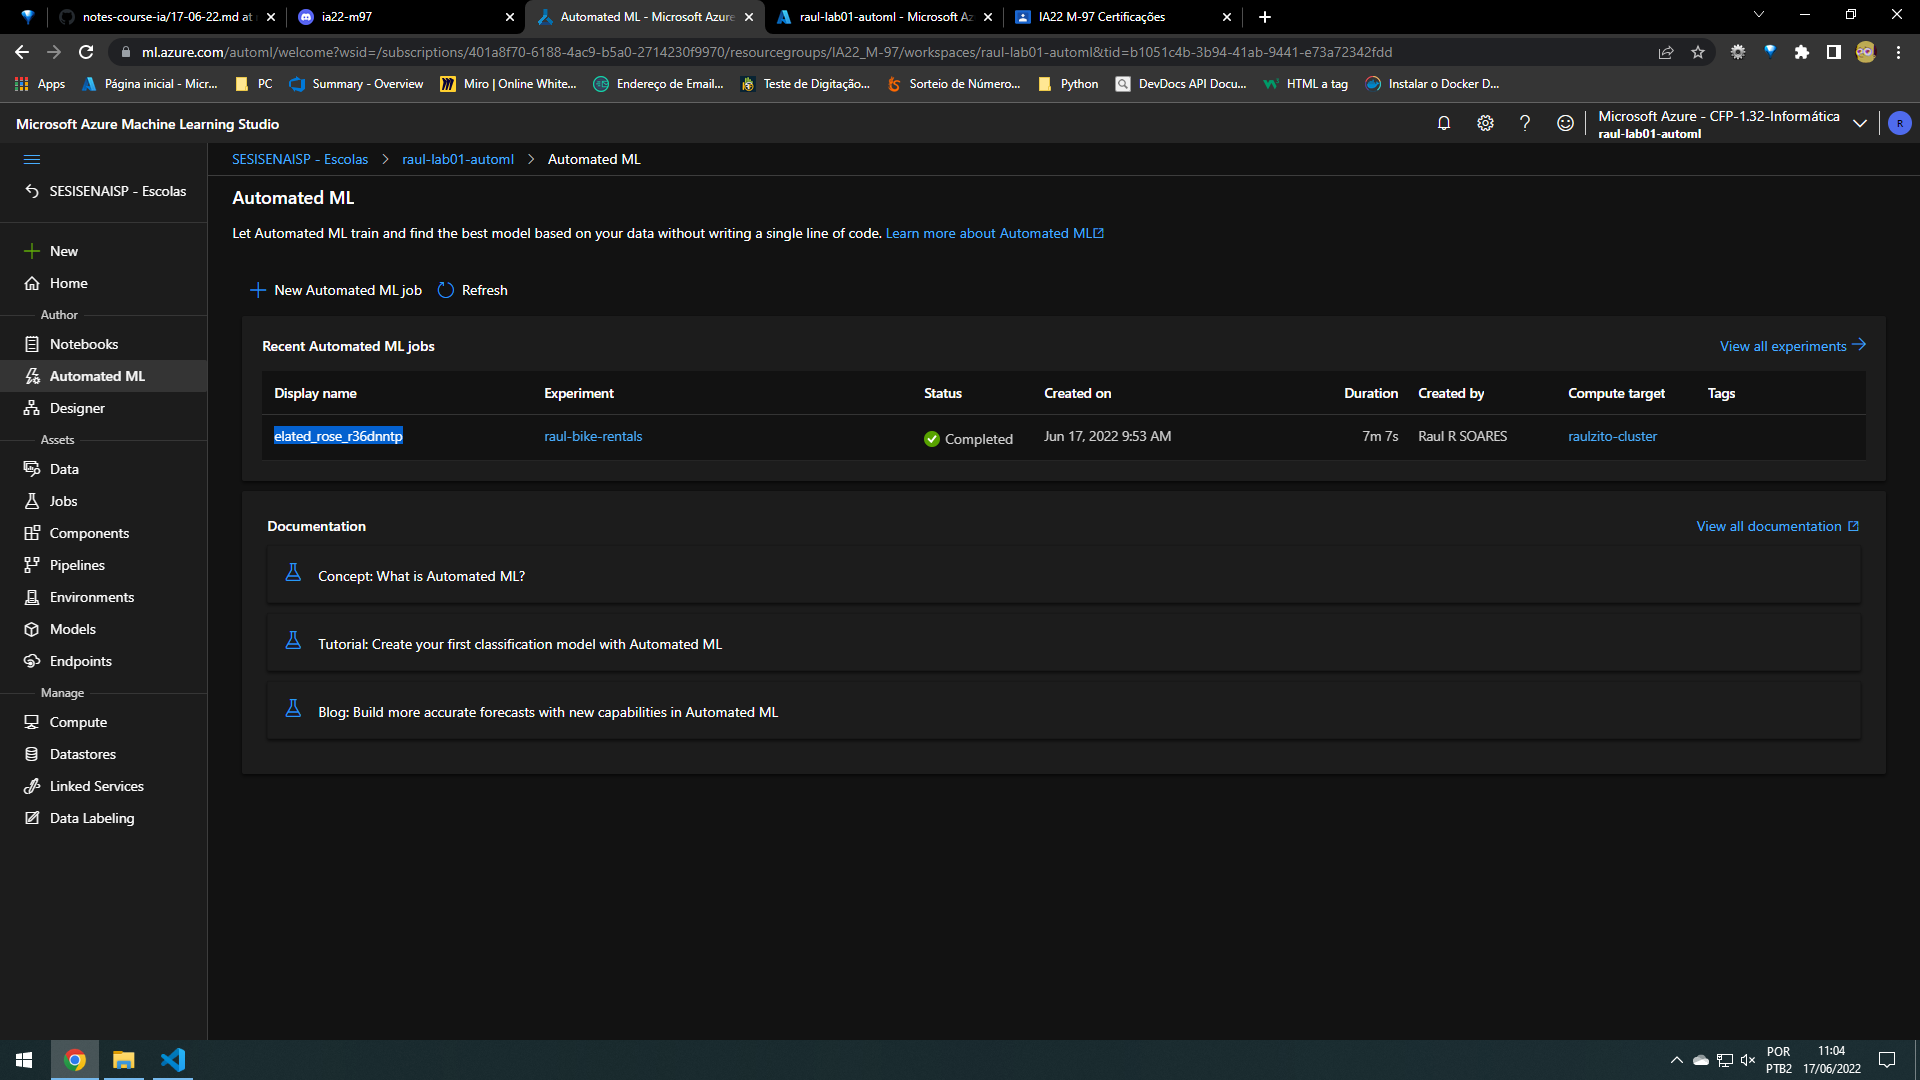 notes-course-ia/17-06-22.md at
ia22-m97
Automated ML - Microsoft Azure
raul-lab01-automl - Microsoft Az
IA22 M-97 Certificações
ml.azure.com/automl/welcome?wsid=/subscriptions/401a8f70-6188-4ac9-b5a0-2714230f9970/resourcegroups/IA22_M-97/workspaces/raul-lab01-automl&tid=b1051c4b-3b94-41ab-9441-e73a72342fdd
Apps
Página inicial - Micr...
PC
Summary - Overview
Miro | Online White...
Endereço de Email...
Teste de Digitação...
Sorteio de Número...
Python
DevDocs API Docu...
HTML a tag
Instalar o Docker D...
Microsoft Azure Machine Learning Studio
Microsoft Azure - CFP-1.32-Informática
raul-lab01-automl
R
SESISENAISP - Escolas
New
Home
Author
Notebooks
Automated ML
Designer
Assets
Data
Jobs
Components
Pipelines
Environments
Models
Endpoints
Manage
Compute
Datastores
Linked Services
Data Labeling
SESISENAISP - Escolas > raul-lab01-automl > Automated ML
Automated ML
Let Automated ML train and find the best model based on your data without writing a single line of code. Learn more about Automated ML
New Automated ML job Refresh
Recent Automated ML jobs
View all experiments
Display name Experiment Status Created on Duration Created by Compute target Tags
elated_rose_r36dnntp raul-bike-rentals Completed Jun 17, 2022 9:53 AM 7m 7s Raul R SOARES raulzito-cluster
Documentation
View all documentation
Concept: What is Automated ML?
Tutorial: Create your first classification model with Automated ML
Blog: Build more accurate forecasts with new capabilities in Automated ML
POR
PTB2
11:04
17/06/2022